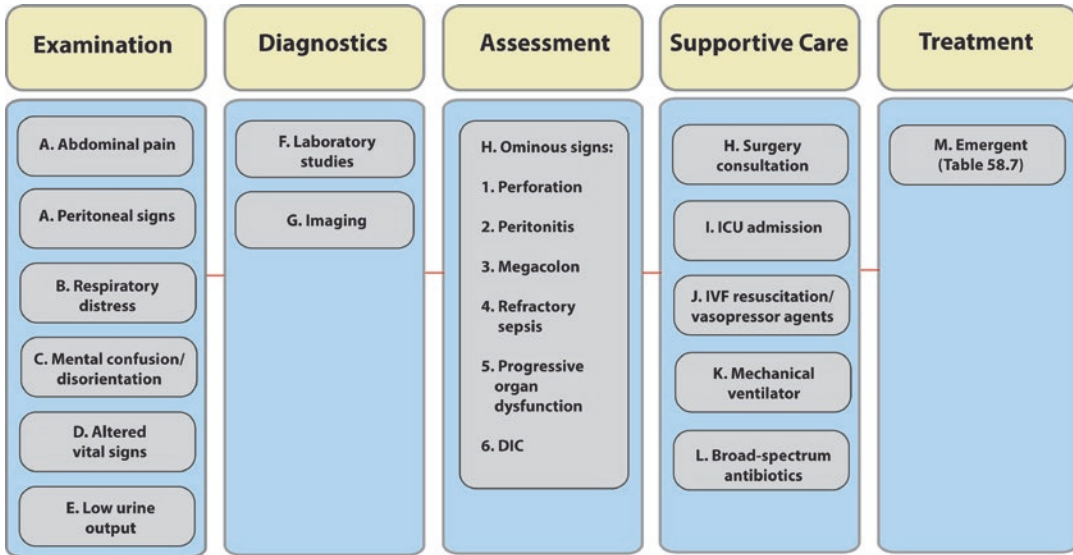 Examination
Diagnostics
Assessment
Supportive Care
Treatment
A. Abdominal pain
A. Peritoneal signs
B. Respiratory
distress
C. Mental confusion/
disorientation
D. Altered
vital signs
E. Low urine
output
F. Laboratory
studies
G. Imaging
H. Ominous signs:
1. Perforation
2. Peritonitis
3. Megacolon
4. Refractory
sepsis
5. Progressive
organ
dysfunction
6. DIC
H. Surgery
consultation
I. ICU admission
J. IVF resuscitation/
vasopressor agents
K. Mechanical
ventilator
L. Broad-spectrum
antibiotics
M. Emergent
(Table 58.7)